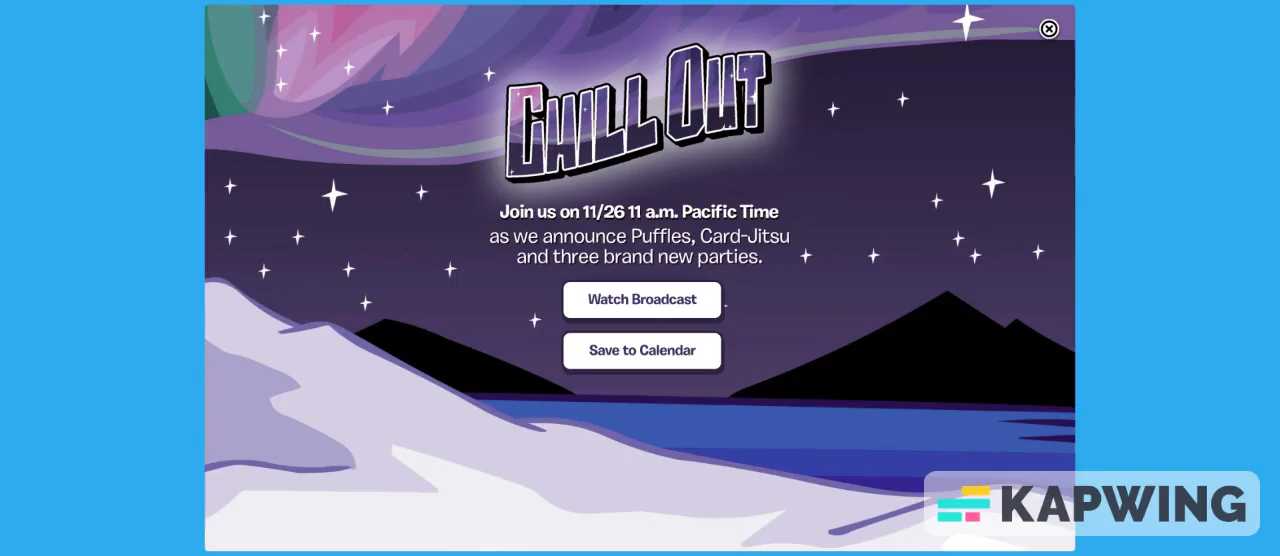 CHILL OUT
Join us on 11/26 11 a.m. Pacific Time
as we announce Puffles, Card-Jitsu
and three brand new parties.
Watch Broadcast
Save to Calendar
KAPWING